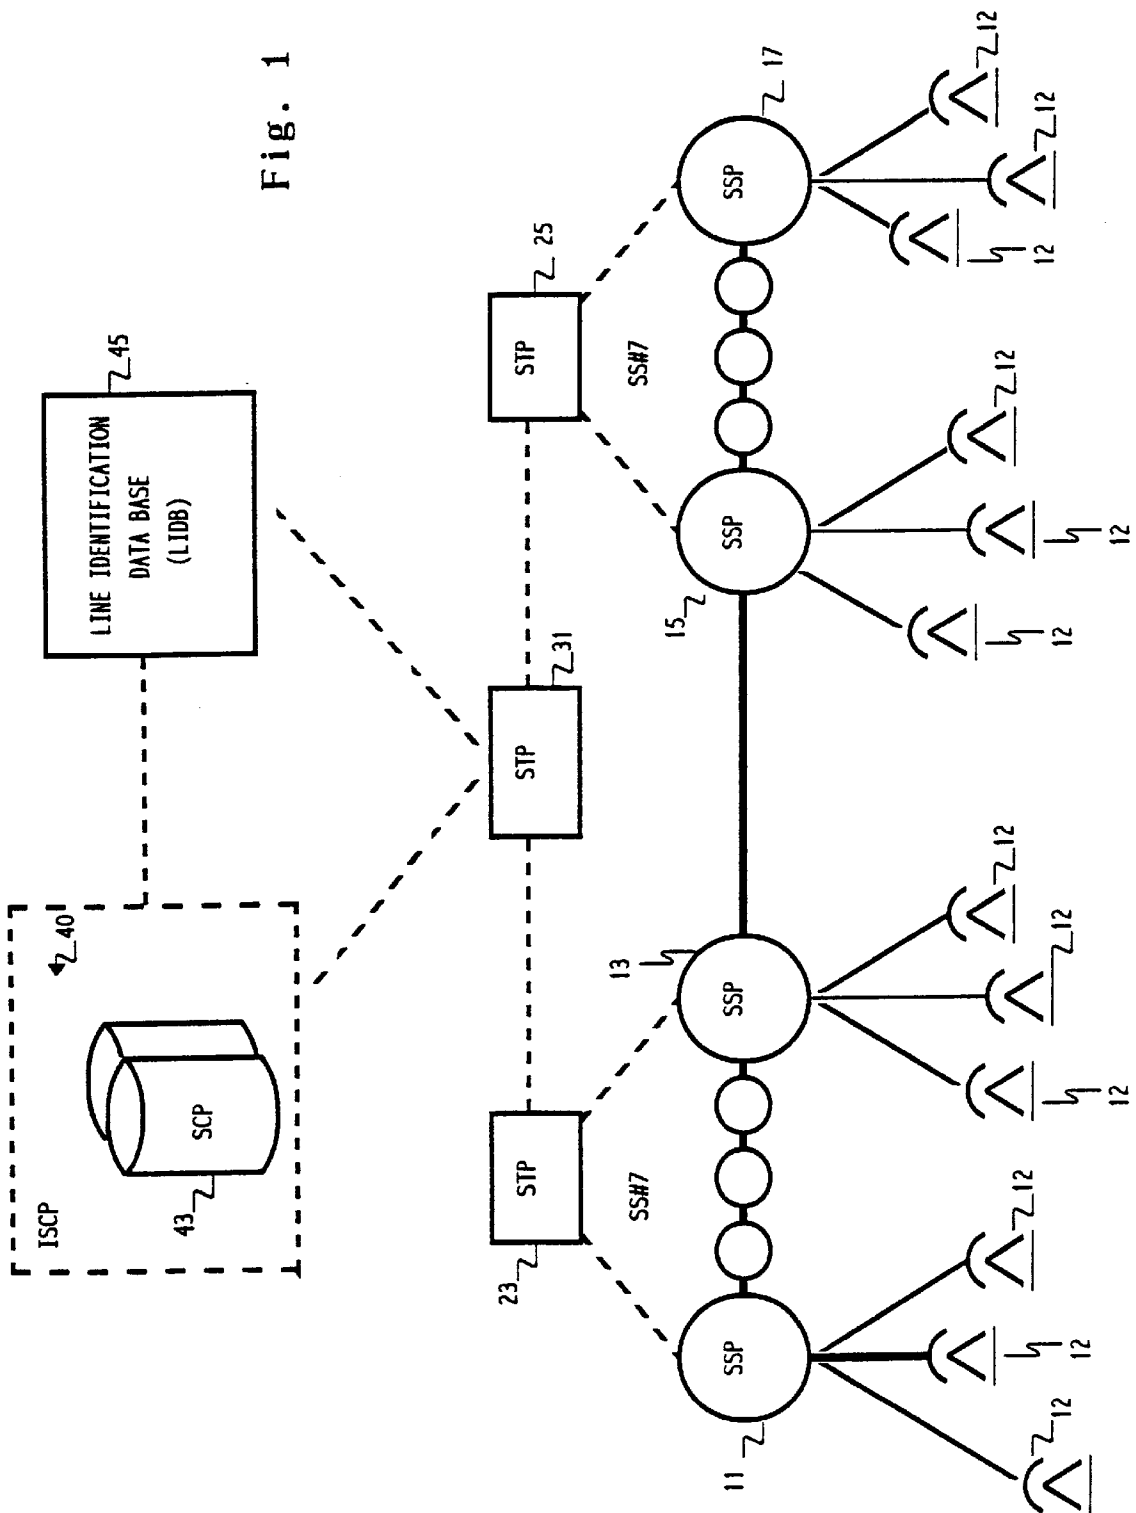 Fig. 1
ISCP
40
SCP
43
LINE IDENTIFICATION
DATA BASE
(LIDB)
45
STP
23
STP
31
STP
25
SS#7
SS#7
SSP
11
SSP
13
SSP
15
SSP
17
12
12
12
12
12
12
12
12
12
12
12
12